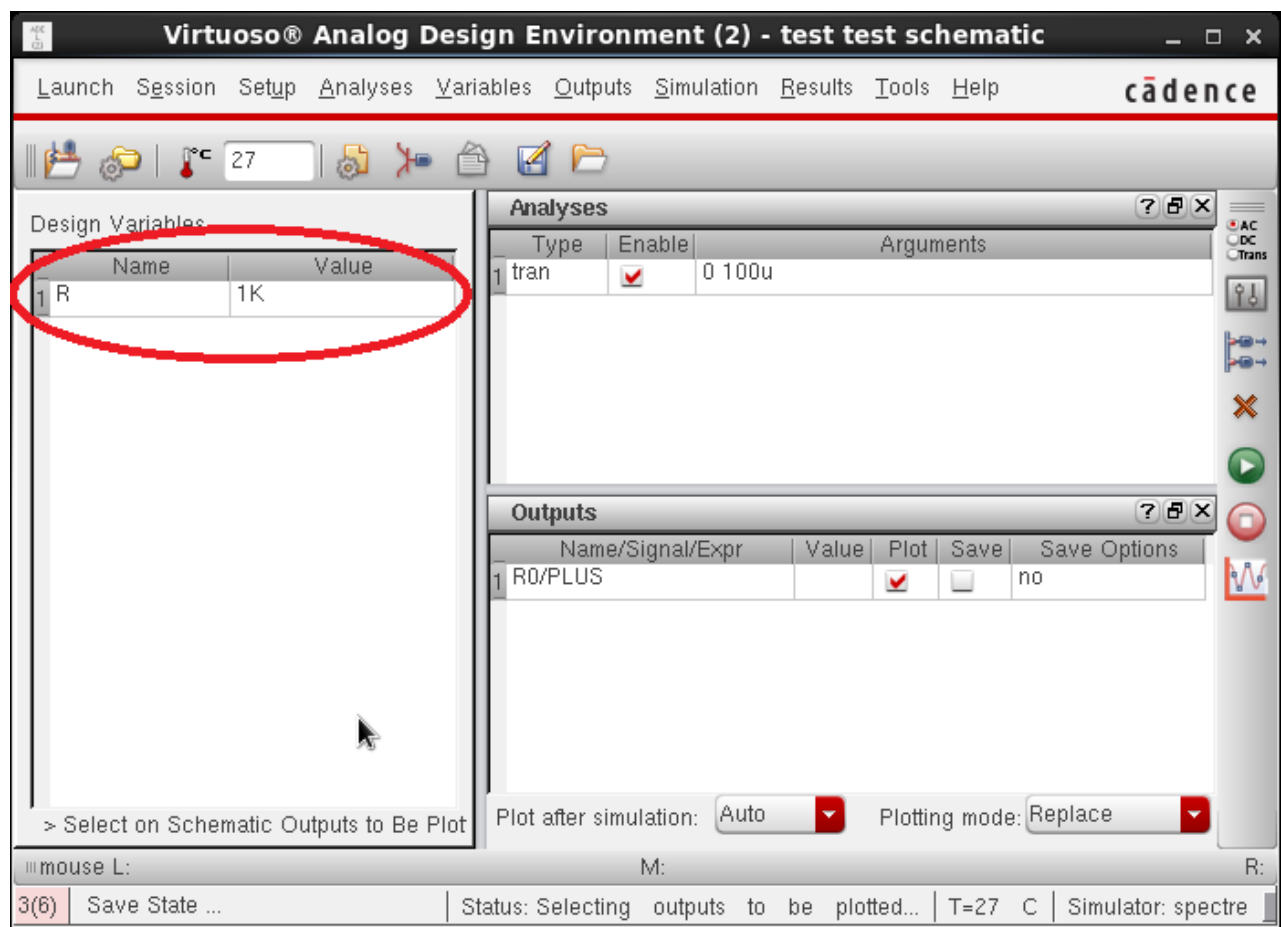 Virtuoso® Analog Design Environment (2) - test test schematic
Launch Session Setup Analyses Variables Outputs Simulation Results Tools Help cādence
°C 27
Design Variables
Name Value
1 R 1K
> Select on Schematic Outputs to Be Plot
Analyses
Type Enable Arguments
1 tran 0 100u
Outputs
Name/Signal/Expr Value Plot Save Save Options
1 R0/PLUS no
Plot after simulation: Auto Plotting mode: Replace
AC
DC
Trans
mouse L: M: R:
3(6) Save State ... Status: Selecting outputs to be plotted... T=27 C Simulator: spectre